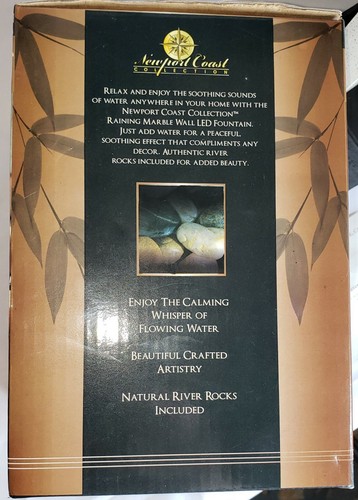 Newport Coast
COLLECTION
RELAX AND ENJOY THE SOOTHING SOUNDS
OF WATER ANYWHERE IN YOUR HOME WITH THE
NEWPORT COAST COLLECTION™
RAINING MARBLE WALL LED FOUNTAIN.
JUST ADD WATER FOR A PEACEFUL,
SOOTHING EFFECT THAT COMPLIMENTS ANY
DECOR. AUTHENTIC RIVER
ROCKS INCLUDED FOR ADDED BEAUTY.
ENJOY THE CALMING
WHISPER OF
FLOWING WATER
BEAUTIFUL CRAFTED
ARTISTRY
NATURAL RIVER ROCKS
INCLUDED